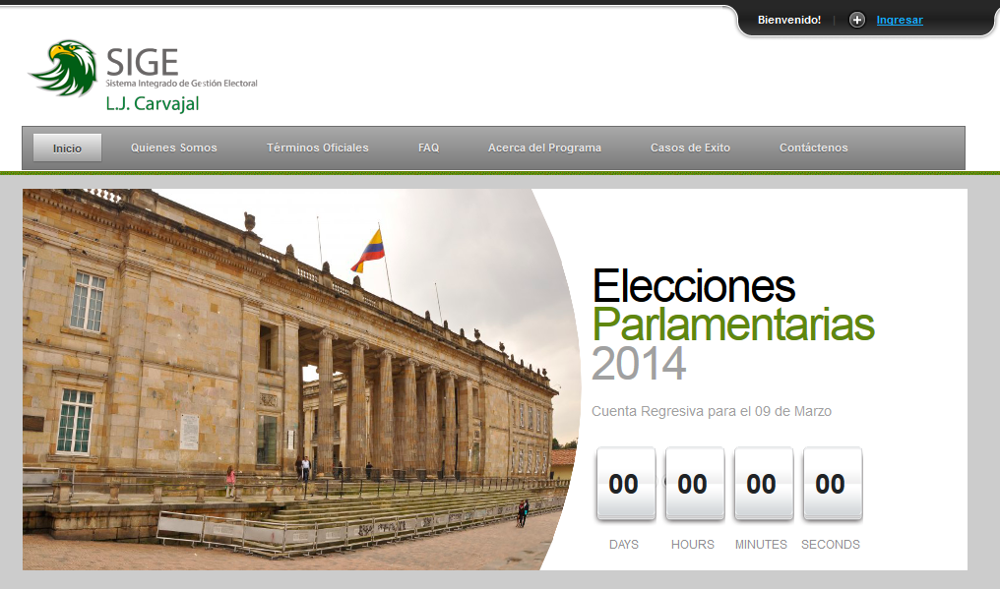 Bienvenido! | Ingresar
SIGE
Sistema Integrado de Gestión Electoral
L.J. Carvajal
Inicio Quienes Somos Términos Oficiales FAQ Acerca del Programa Casos de Exito Contáctenos
Elecciones
Parlamentarias
2014
Cuenta Regresiva para el 09 de Marzo
00 00 00 00
DAYS HOURS MINUTES SECONDS